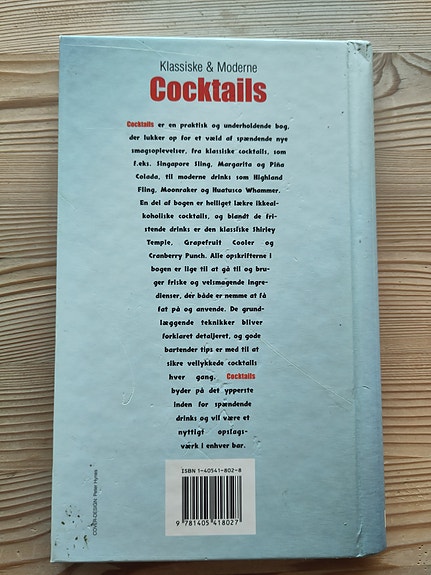 Klassiske & Moderne
Cocktails
Cocktails er en praktisk og underholdende bog,
der lukker op for et væld af spændende nye
smagsoplevelser, fra klassiske cocktails, som
f.eks. Singapore Sling, Margarita og Piña
Colada, til moderne drinks som Highland
Fling, Moonraker og Huatusco Whammer.
En del af bogen er helliget lækre ikkeal-
koholiske cocktails, og blandt de fri-
stende drinks er den klassiske Shirley
Temple, Grapefruit Cooler og
Cranberry Punch. Alle opskrifterne i
bogen er lige til at gå til og bru-
ger friske og velsmagende ingre-
dienser, der både er nemme at få
fat på og anvende. De grund-
læggende teknikker bliver
forklaret detaljeret, og gode
bartender tips er med til at
sikre vellykkede cocktails
hver gang. Cocktails
byder på det ypperste
inden for spændende
drinks og vil være et
nyttigt opslags-
værk i enhver bar.
ISBN 1-40541-802-8
9 781405 418027
COVER-DESIGN: Peter Hynes